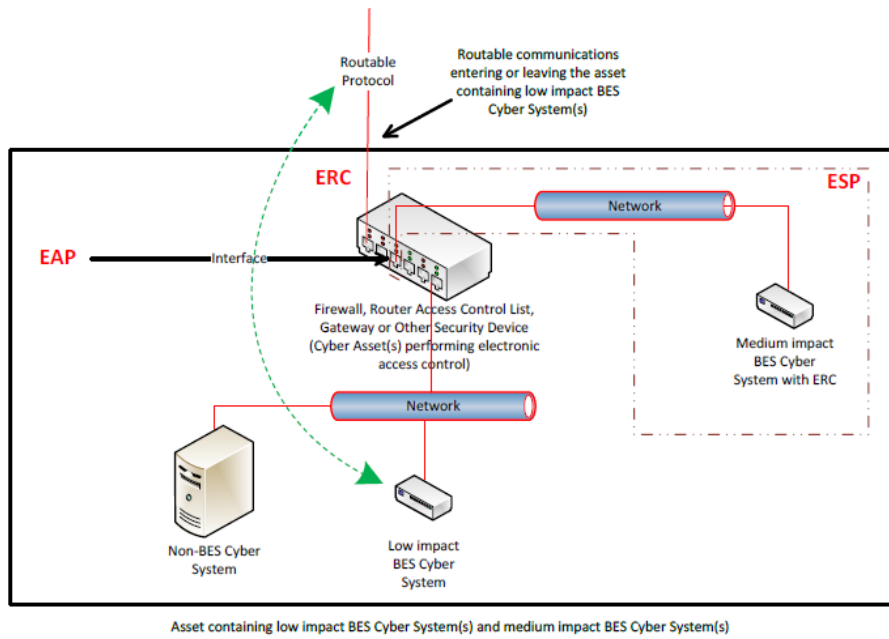 Routable
Protocol
Routable communications
entering or leaving the asset
containing low impact BES
Cyber System(s)
ERC
ESP
Network
EAP
Interface
Firewall, Router Access Control List,
Gateway or Other Security Device
(Cyber Asset(s) performing electronic
access control)
Medium impact
BES Cyber
System with ERC
Network
Non-BES Cyber
System
Low impact
BES Cyber
System
Asset containing low impact BES Cyber System(s) and medium impact BES Cyber System(s)